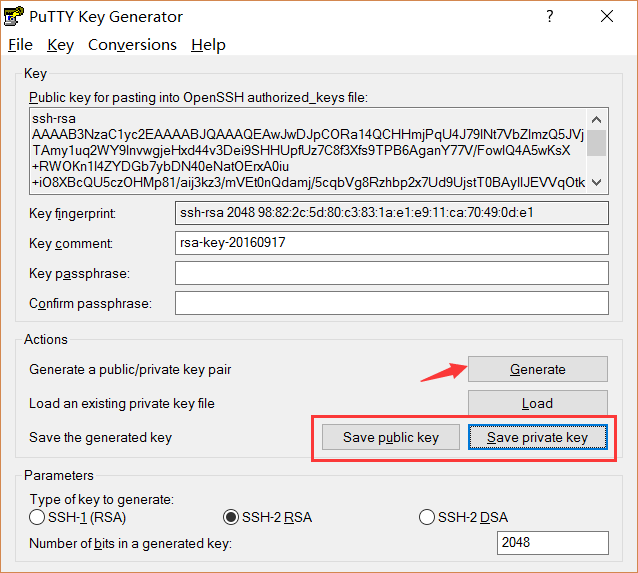 PuTTY Key Generator
File Key Conversions Help
Key
Public key for pasting into OpenSSH authorized_keys file:
ssh-rsa
AAAAB3NzaC1yc2EAAAABJQAAAQEAwJwDJpCORa14QCHHmjPqU4J79lNt7VbZlmzQ5JVj
TAmy1uq2WY9InvwgjeHxd44v3Dei9SHHUpfUz7C8f3Xfs9TPB6AganY77V/FowIQ4A5wKsX
+RWOKn1l4ZYDGb7ybDN40eNatOErxA0iu
+iO8XBcQU5czOHMp81/aij3kz3/mVEt0nQdamj/5cqbVg8Rzhbp2x7Ud9UjstT0BAyIlJEVVqOtk
Key fingerprint: ssh-rsa 2048 98:82:2c:5d:80:c3:83:1a:e1:e9:11:ca:70:49:0d:e1
Key comment: rsa-key-20160917
Key passphrase:
Confirm passphrase:
Actions
Generate a public/private key pair Generate
Load an existing private key file Load
Save the generated key Save public key Save private key
Parameters
Type of key to generate:
SSH-1 (RSA) SSH-2 RSA SSH-2 DSA
Number of bits in a generated key: 2048